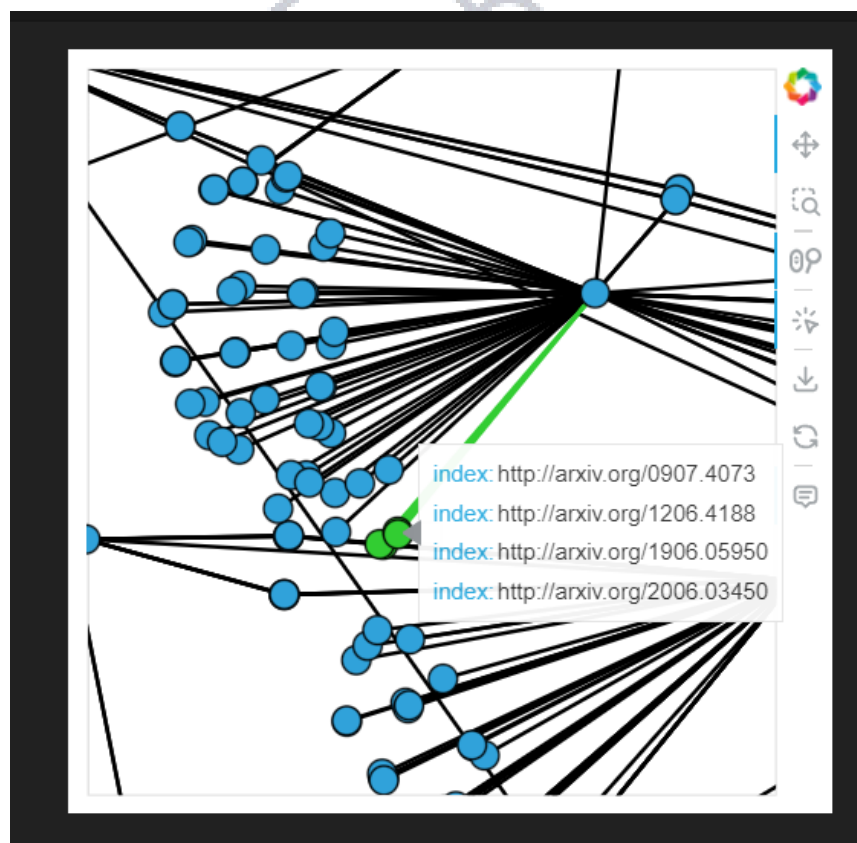 index: http://arxiv.org/0907.4073
index: http://arxiv.org/1206.4188
index: http://arxiv.org/1906.05950
index: http://arxiv.org/2006.03450